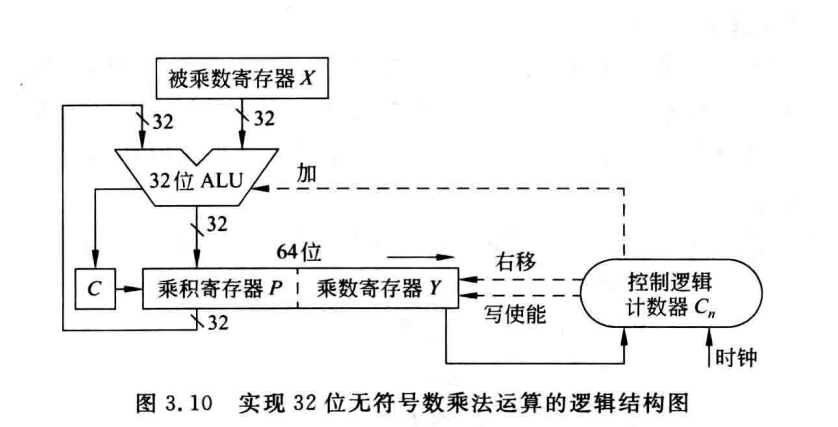 被乘数寄存器 X
32
32
32位 ALU
加
32
64位
右移
C
乘积寄存器 P
乘数寄存器 Y
控制逻辑
计数器 Cn
写使能
32
时钟
图 3.10 实现 32 位无符号数乘法运算的逻辑结构图